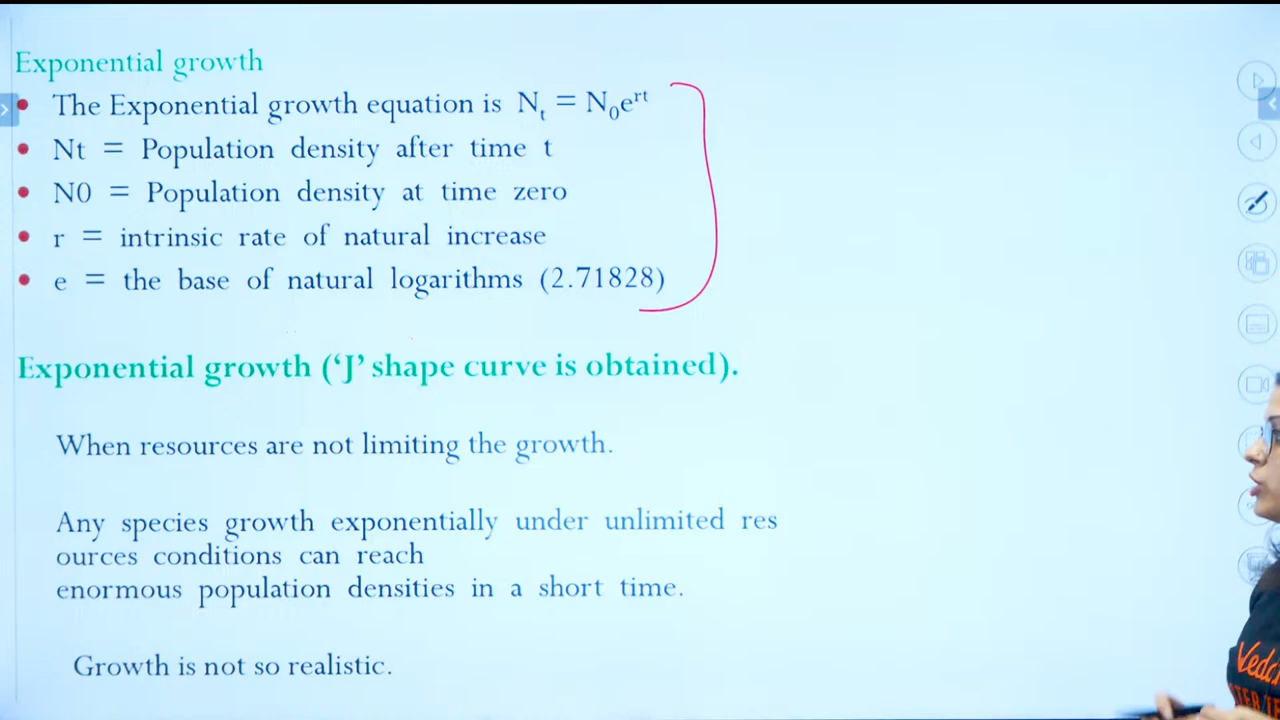 Exponential growth
• The Exponential growth equation is Nₜ = N₀eʳᵗ
• Nt = Population density after time t
• N0 = Population density at time zero
• r = intrinsic rate of natural increase
• e = the base of natural logarithms (2.71828)
Exponential growth (‘J’ shape curve is obtained).
When resources are not limiting the growth.
Any species growth exponentially under unlimited res
ources conditions can reach
enormous population densities in a short time.
Growth is not so realistic.